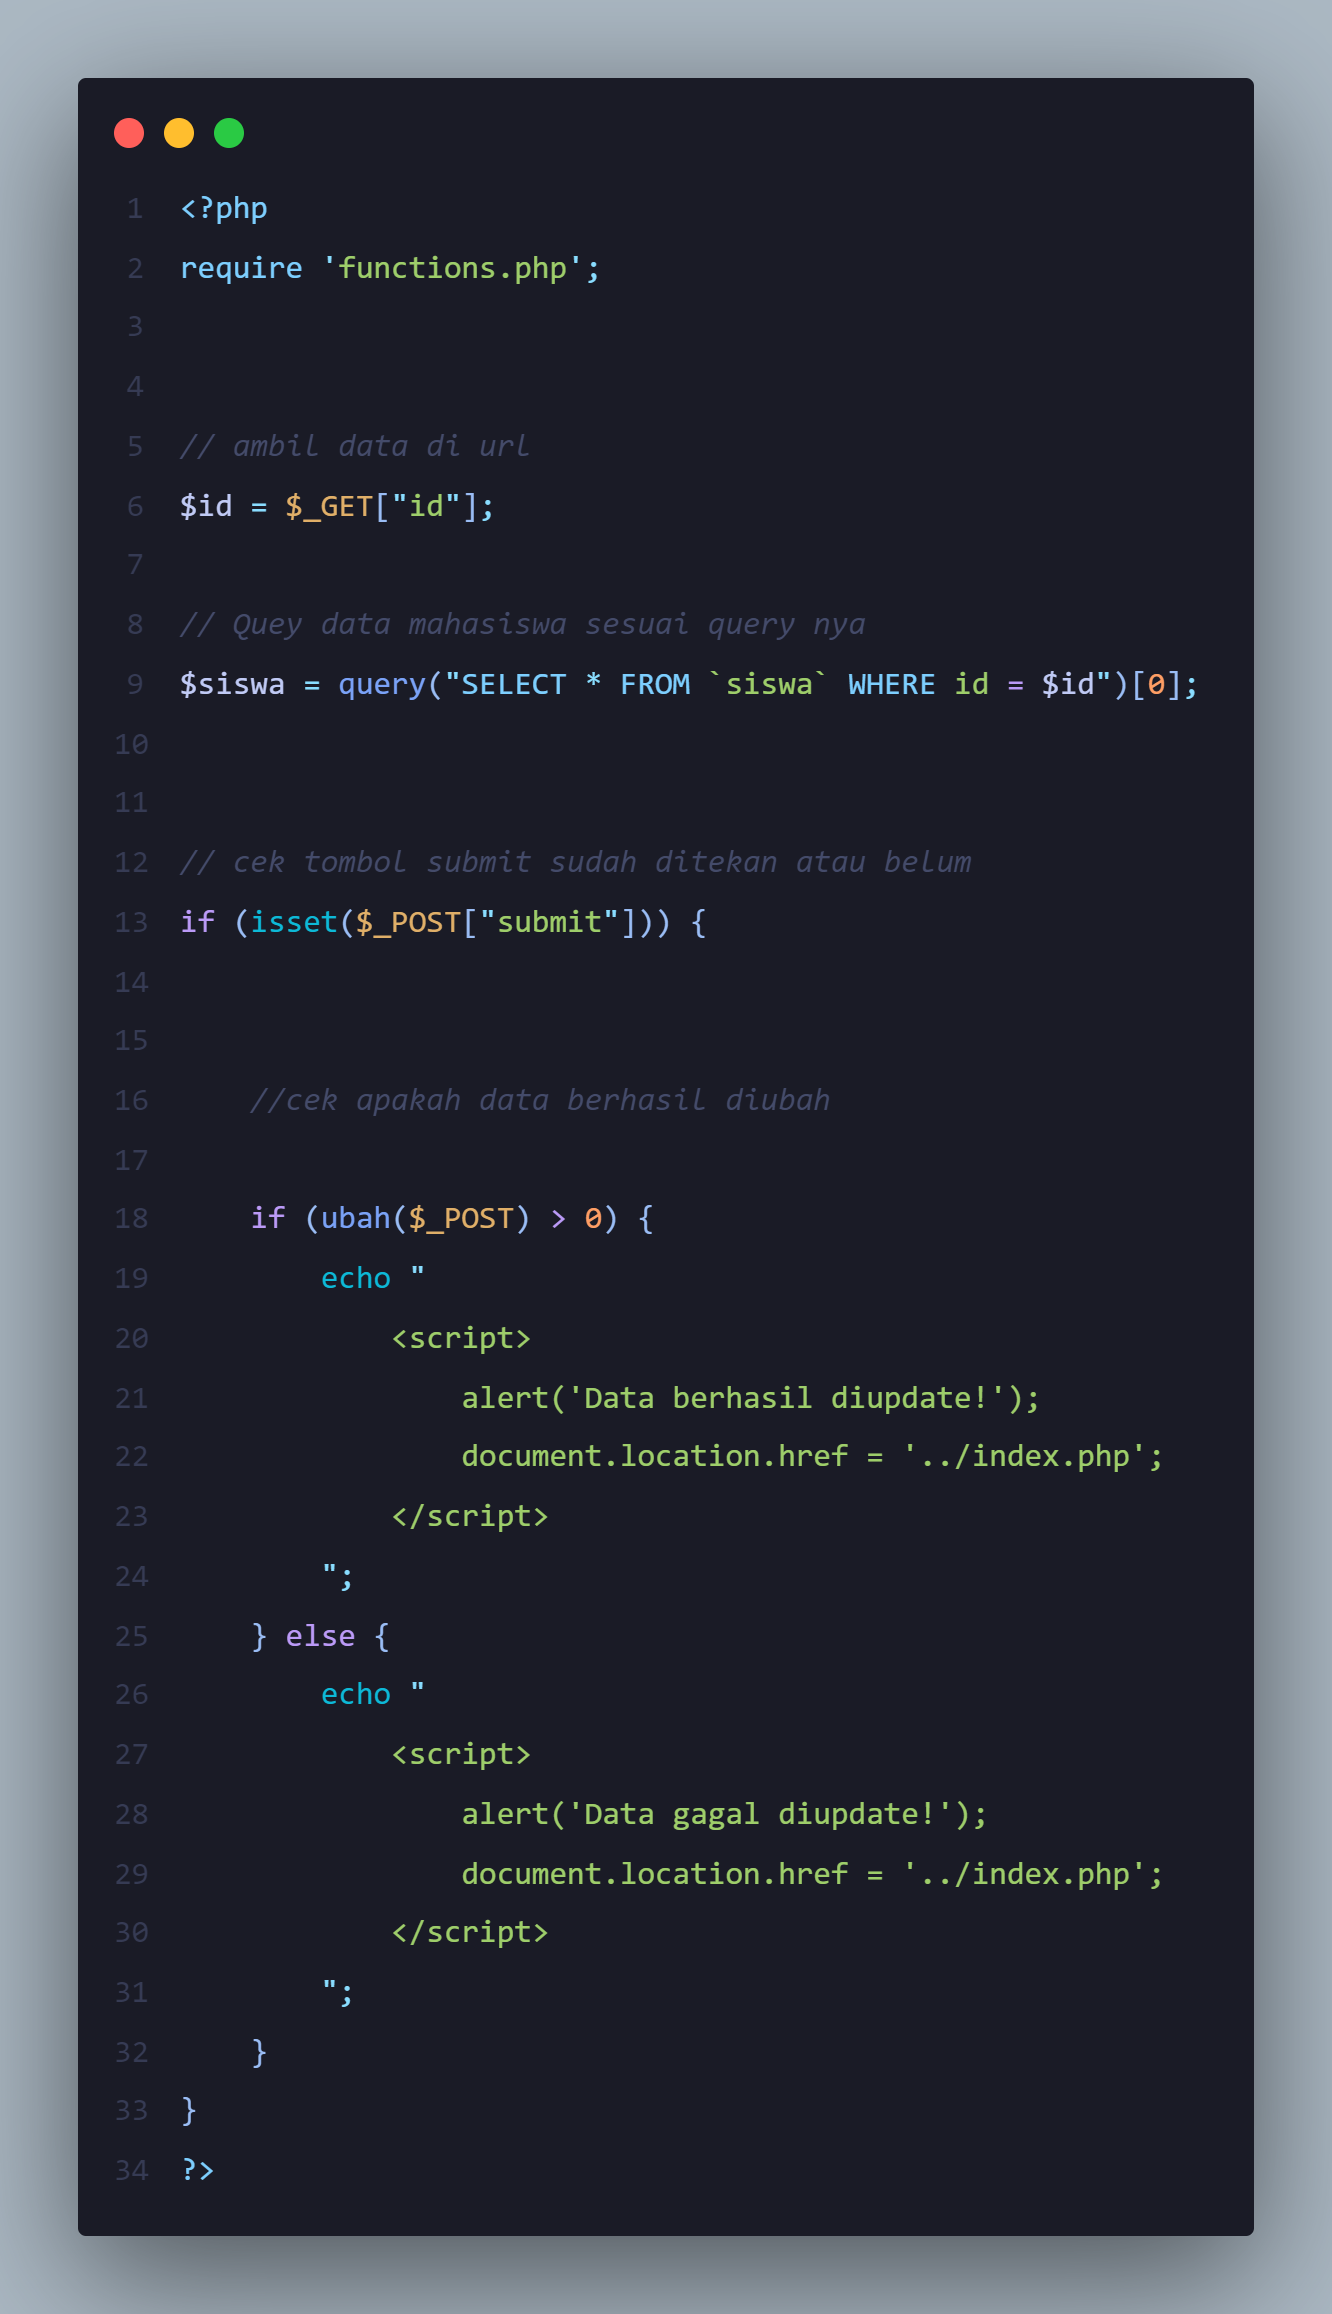 1 <?php
2 require 'functions.php';
3
4
5 // ambil data di url
6 $id = $_GET["id"];
7
8 // Quey data mahasiswa sesuai query nya
9 $siswa = query("SELECT * FROM `siswa` WHERE id = $id")[0];
10
11
12 // cek tombol submit sudah ditekan atau belum
13 if (isset($_POST["submit"])) {
14
15
16     //cek apakah data berhasil diubah
17
18     if (ubah($_POST) > 0) {
19         echo "
20             <script>
21                 alert('Data berhasil diupdate!');
22                 document.location.href = '../index.php';
23             </script>
24         ";
25     } else {
26         echo "
27             <script>
28                 alert('Data gagal diupdate!');
29                 document.location.href = '../index.php';
30             </script>
31         ";
32     }
33 }
34 ?>